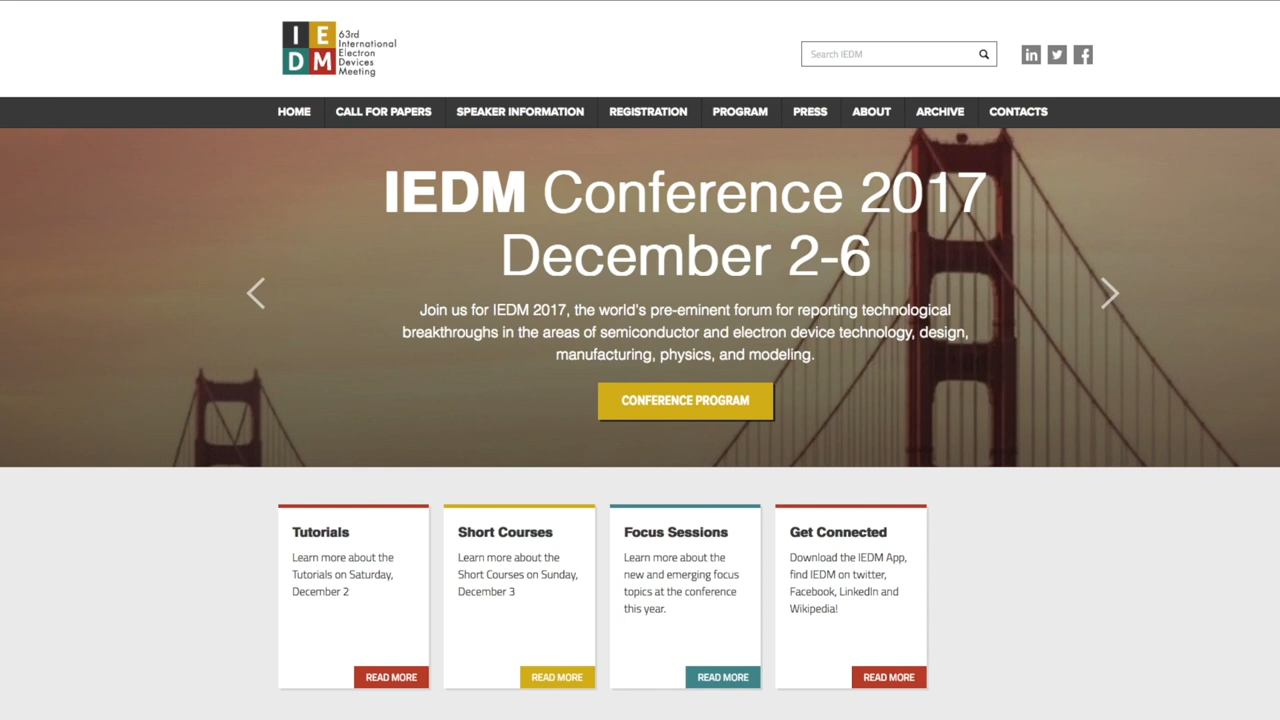 I E
D M
63rd
International
Electron
Devices
Meeting
Search IEDM
HOME CALL FOR PAPERS SPEAKER INFORMATION REGISTRATION PROGRAM PRESS ABOUT ARCHIVE CONTACTS
IEDM Conference 2017
December 2-6
Join us for IEDM 2017, the world's pre-eminent forum for reporting technological
breakthroughs in the areas of semiconductor and electron device technology, design,
manufacturing, physics, and modeling.
CONFERENCE PROGRAM
Tutorials
Learn more about the
Tutorials on Saturday,
December 2
READ MORE
Short Courses
Learn more about the
Short Courses on Sunday,
December 3
READ MORE
Focus Sessions
Learn more about the
new and emerging focus
topics at the conference
this year.
READ MORE
Get Connected
Download the IEDM App,
find IEDM on twitter,
Facebook, LinkedIn and
Wikipedia!
READ MORE